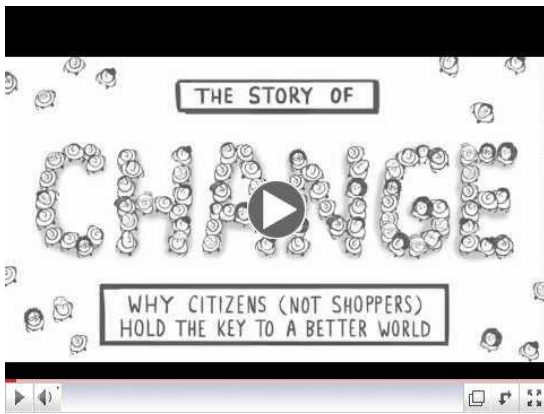 THE STORY OF
CHANGE
WHY CITIZENS (NOT SHOPPERS)
HOLD THE KEY TO A BETTER WORLD